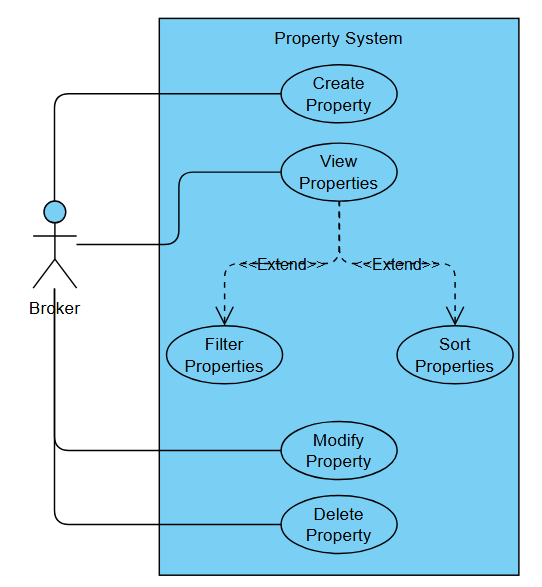 Property System
Create
Property
View
Properties
<<Extend>>
<<Extend>>
Broker
Filter
Properties
Sort
Properties
Modify
Property
Delete
Property